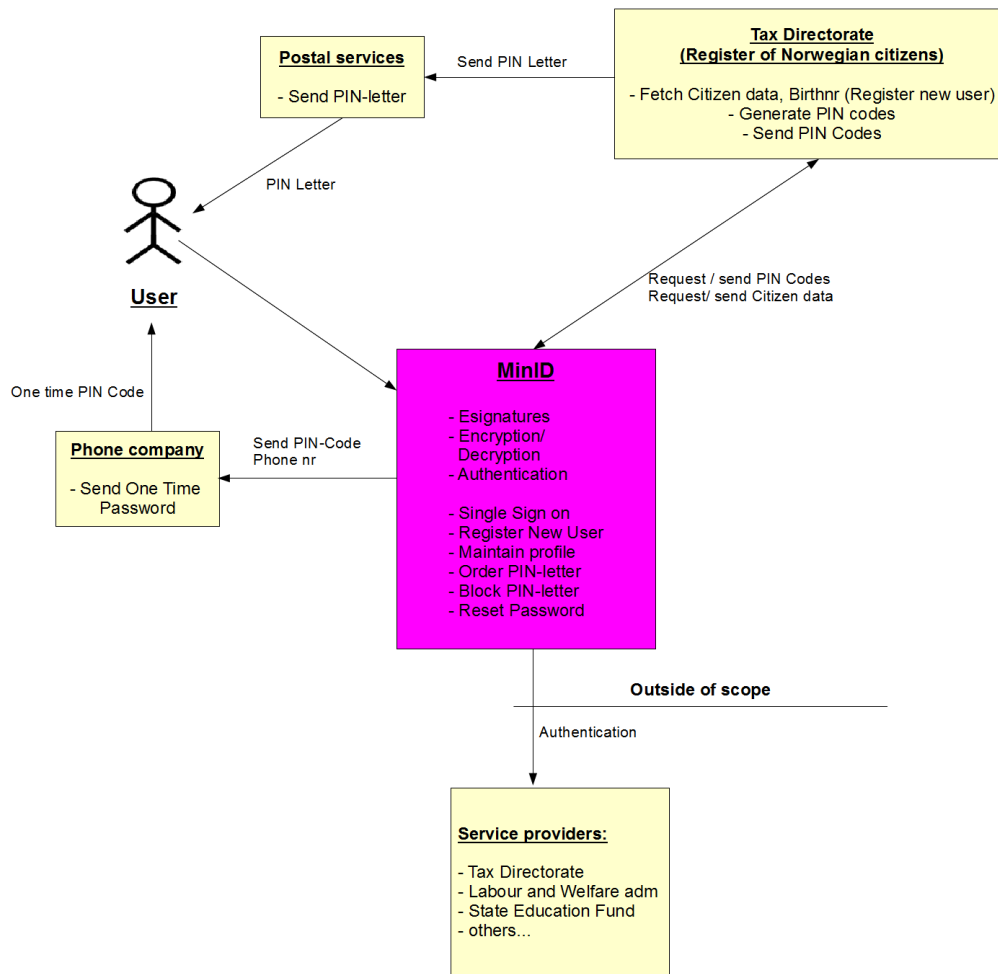 Postal services
- Send PIN-letter
Send PIN Letter
Tax Directorate
(Register of Norwegian citizens)
- Fetch Citizen data, Birthnr (Register new user)
- Generate PIN codes
- Send PIN Codes
PIN Letter
User
Request / send PIN Codes
Request/ send Citizen data
One time PIN Code
Phone company
- Send One Time
Password
Send PIN-Code
Phone nr
MinID
- Esignatures
- Encryption/
Decryption
- Authentication
- Single Sign on
- Register New User
- Maintain profile
- Order PIN-letter
- Block PIN-letter
- Reset Password
Outside of scope
Authentication
Service providers:
- Tax Directorate
- Labour and Welfare adm
- State Education Fund
- others...